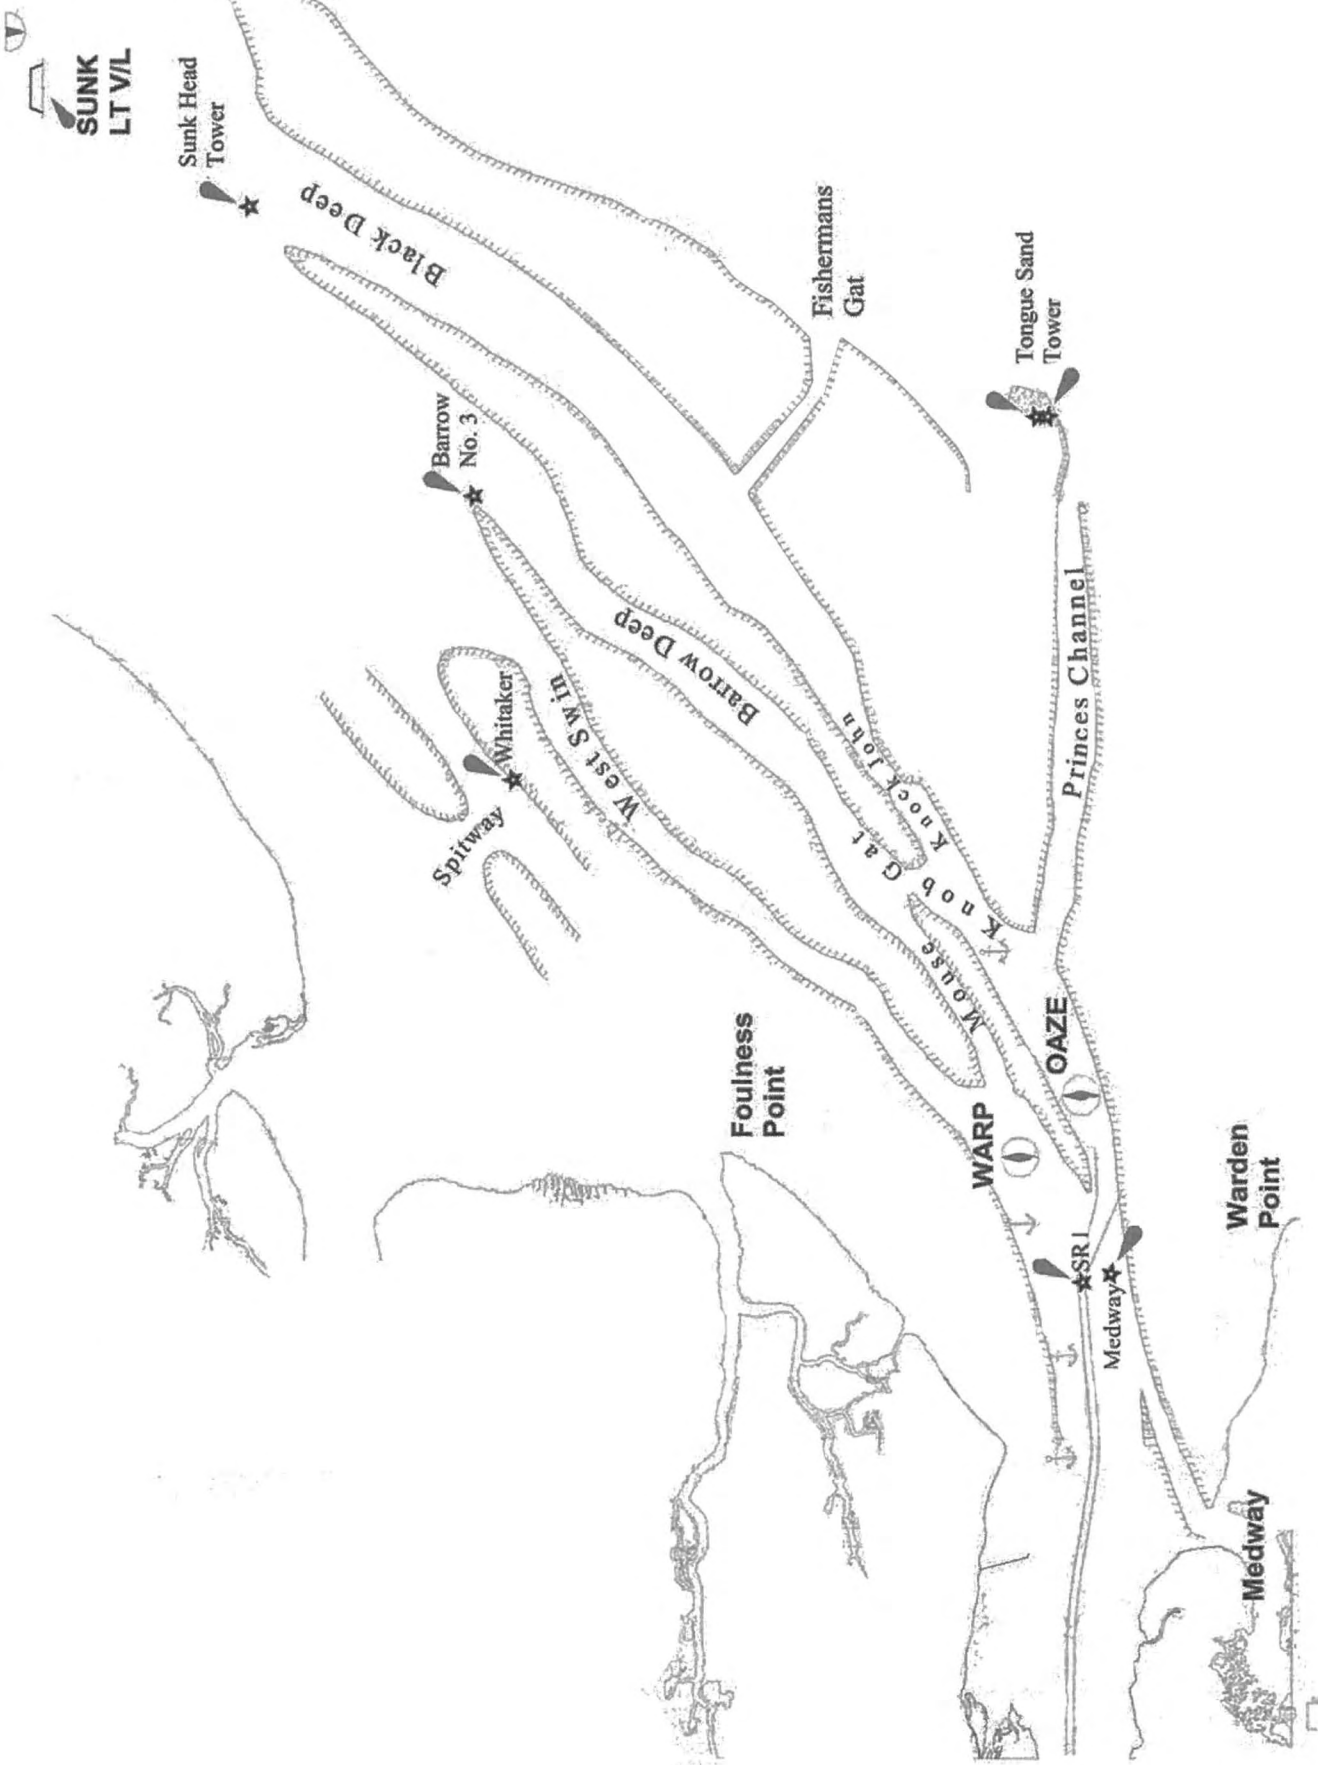 SUNK
LT V/L
Sunk Head
Tower
Black Deep
Fishermans
Gat
Tongue Sand
Tower
Barrow
No. 3
Barrow Deep
Whitaker
West Swin
Spitway
Knock John
Knob Gat
Princes Channel
Mouse
Foulness
Point
WARP
OAZE
SR1
Medway
Warden
Point
Medway